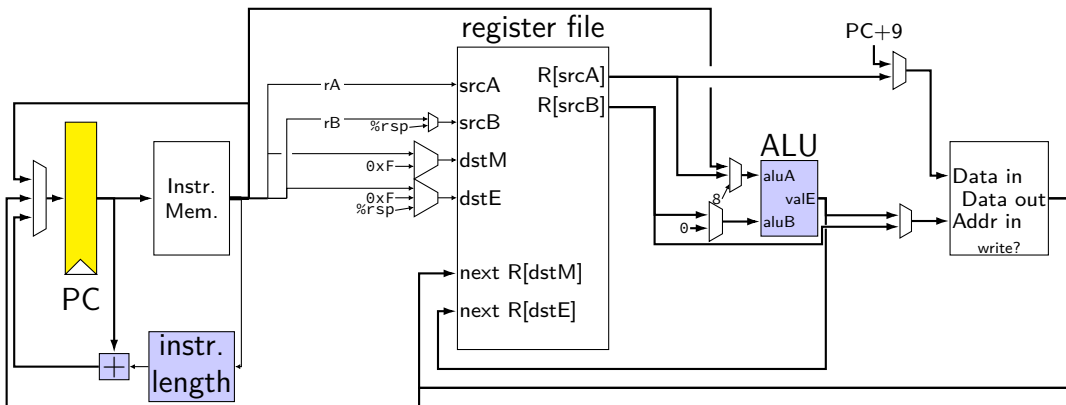 register file
PC+9
rA
srcA
R[srcA]
R[srcB]
rB
%rsp
srcB
0xF
dstM
0xF
%rsp
dstE
Instr.
Mem.
PC
instr.
length
+
next R[dstM]
next R[dstE]
ALU
aluA
valE
aluB
8
0
Data in
Data out
Addr in
write?